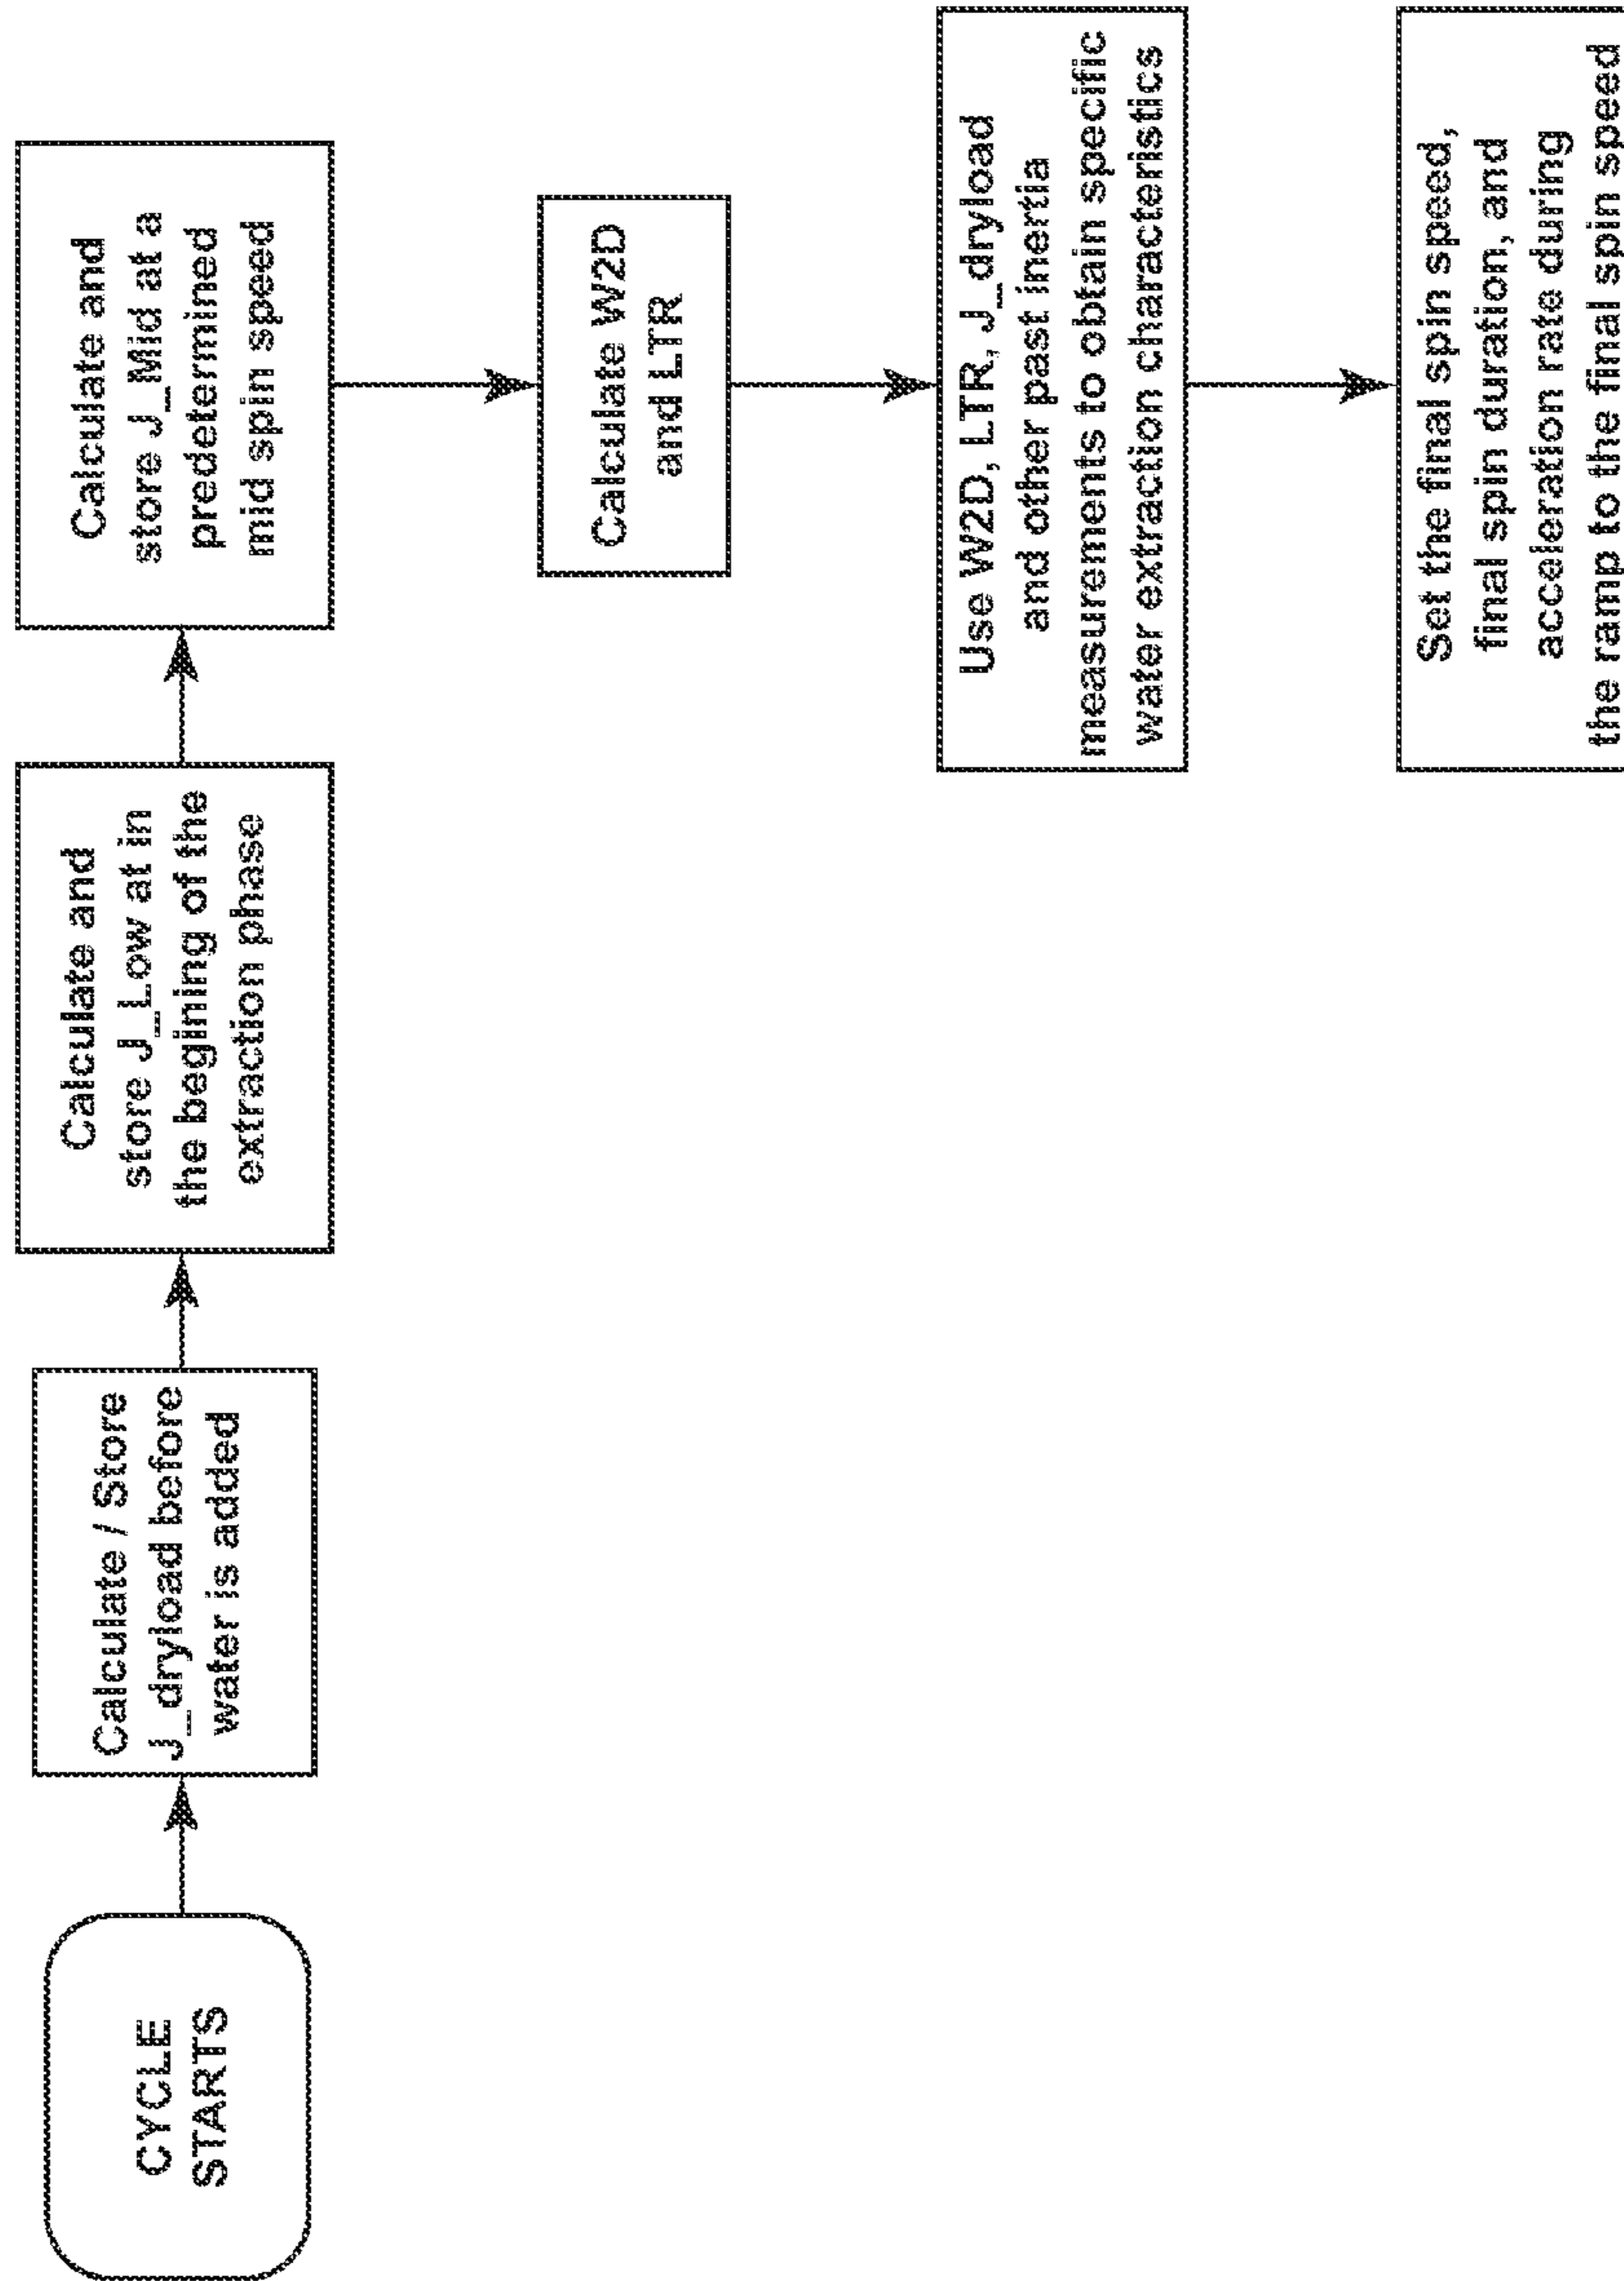 CYCLE
STARTS
Calculate / Store
J_dryload before
water is added
Calculate and
store J_Low at in
the begining of the
extraction phase
Calculate and
store J_Mid at a
predetermined
mid spin speed
Calculate W2D
and LTR
Use W2D, LTR, J_dryload
and other past inertia
measurements to obtain specific
water extraction characteristics
Set the final spin speed,
final spin duration, and
acceleration rate during
the ramp to the final spin speed